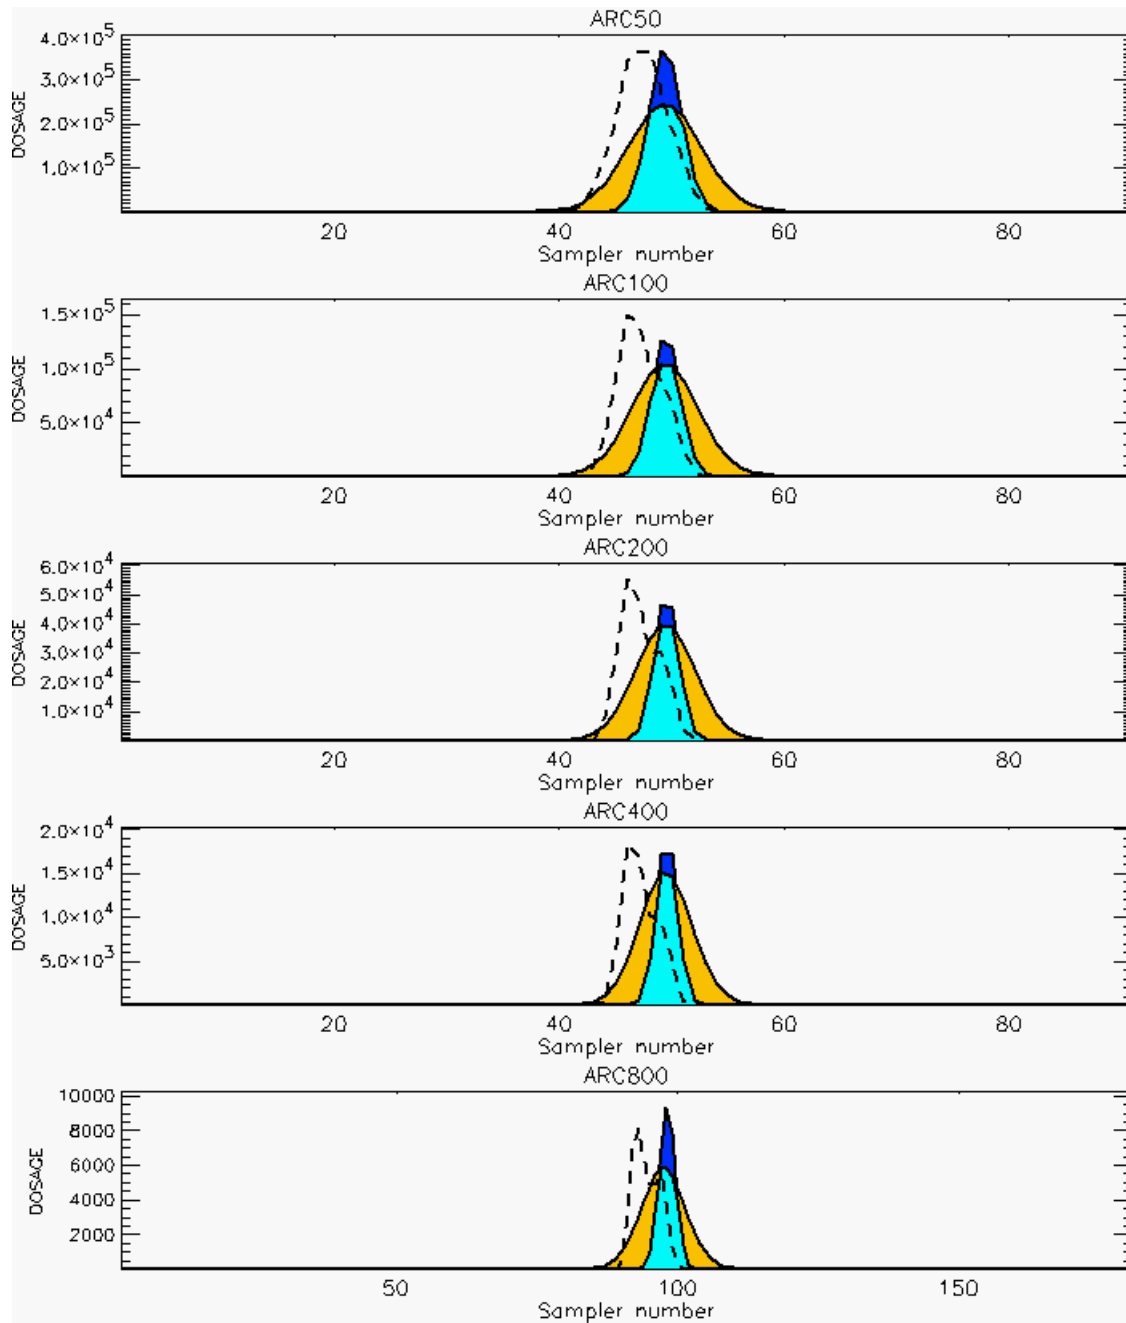 ARC50
4.0×10⁵
3.0×10⁵
2.0×10⁵
1.0×10⁵
DOSAGE
20 40 60 80
Sampler number
ARC100
1.5×10⁵
1.0×10⁵
5.0×10⁴
DOSAGE
20 40 60 80
Sampler number
ARC200
6.0×10⁴
5.0×10⁴
4.0×10⁴
3.0×10⁴
2.0×10⁴
1.0×10⁴
DOSAGE
20 40 60 80
Sampler number
ARC400
2.0×10⁴
1.5×10⁴
1.0×10⁴
5.0×10³
DOSAGE
20 40 60 80
Sampler number
ARC800
10000
8000
6000
4000
2000
DOSAGE
50 100 150
Sampler number